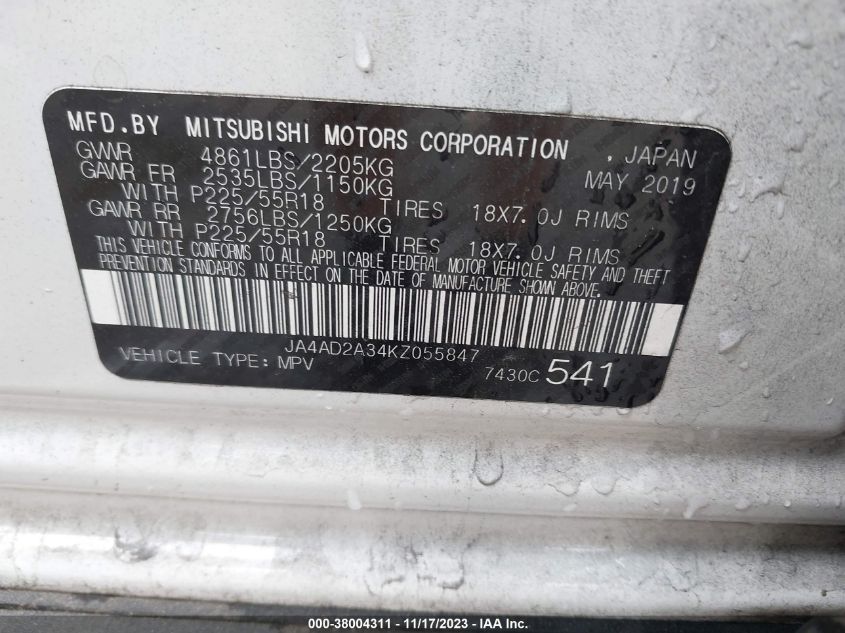 MFD.BY MITSUBISHI MOTORS CORPORATION , JAPAN
GVWR 4861LBS/2205KG MAY 2019
GAWR FR 2535LBS/1150KG
WITH P225/55R18 TIRES 18X7.0J RIMS
GAWR RR 2756LBS/1250KG
WITH P225/55R18 TIRES 18X7.0J RIMS
THIS VEHICLE CONFORMS TO ALL APPLICABLE FEDERAL MOTOR VEHICLE SAFETY AND THEFT
PREVENTION STANDARDS IN EFFECT ON THE DATE OF MANUFACTURE SHOWN ABOVE.
JA4AD2A34KZ055847
VEHICLE TYPE: MPV 7430C 541
000-38004311 - 11/17/2023 - IAAI.com